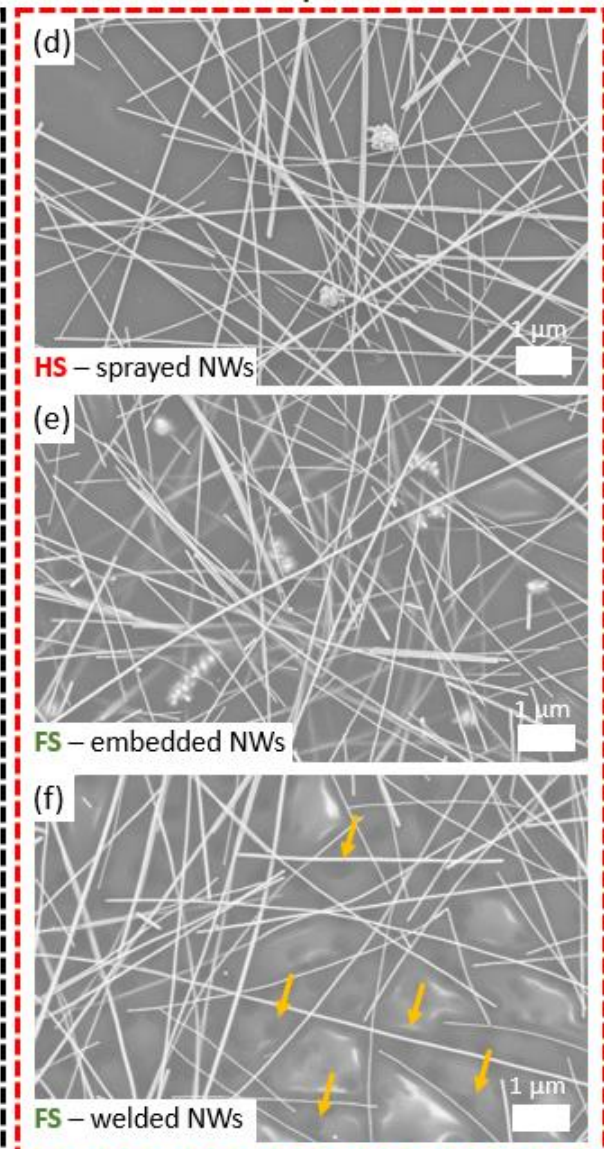 (d)
1 μm
HS – sprayed NWs
(e)
1 μm
FS – embedded NWs
(f)
1 μm
FS – welded NWs